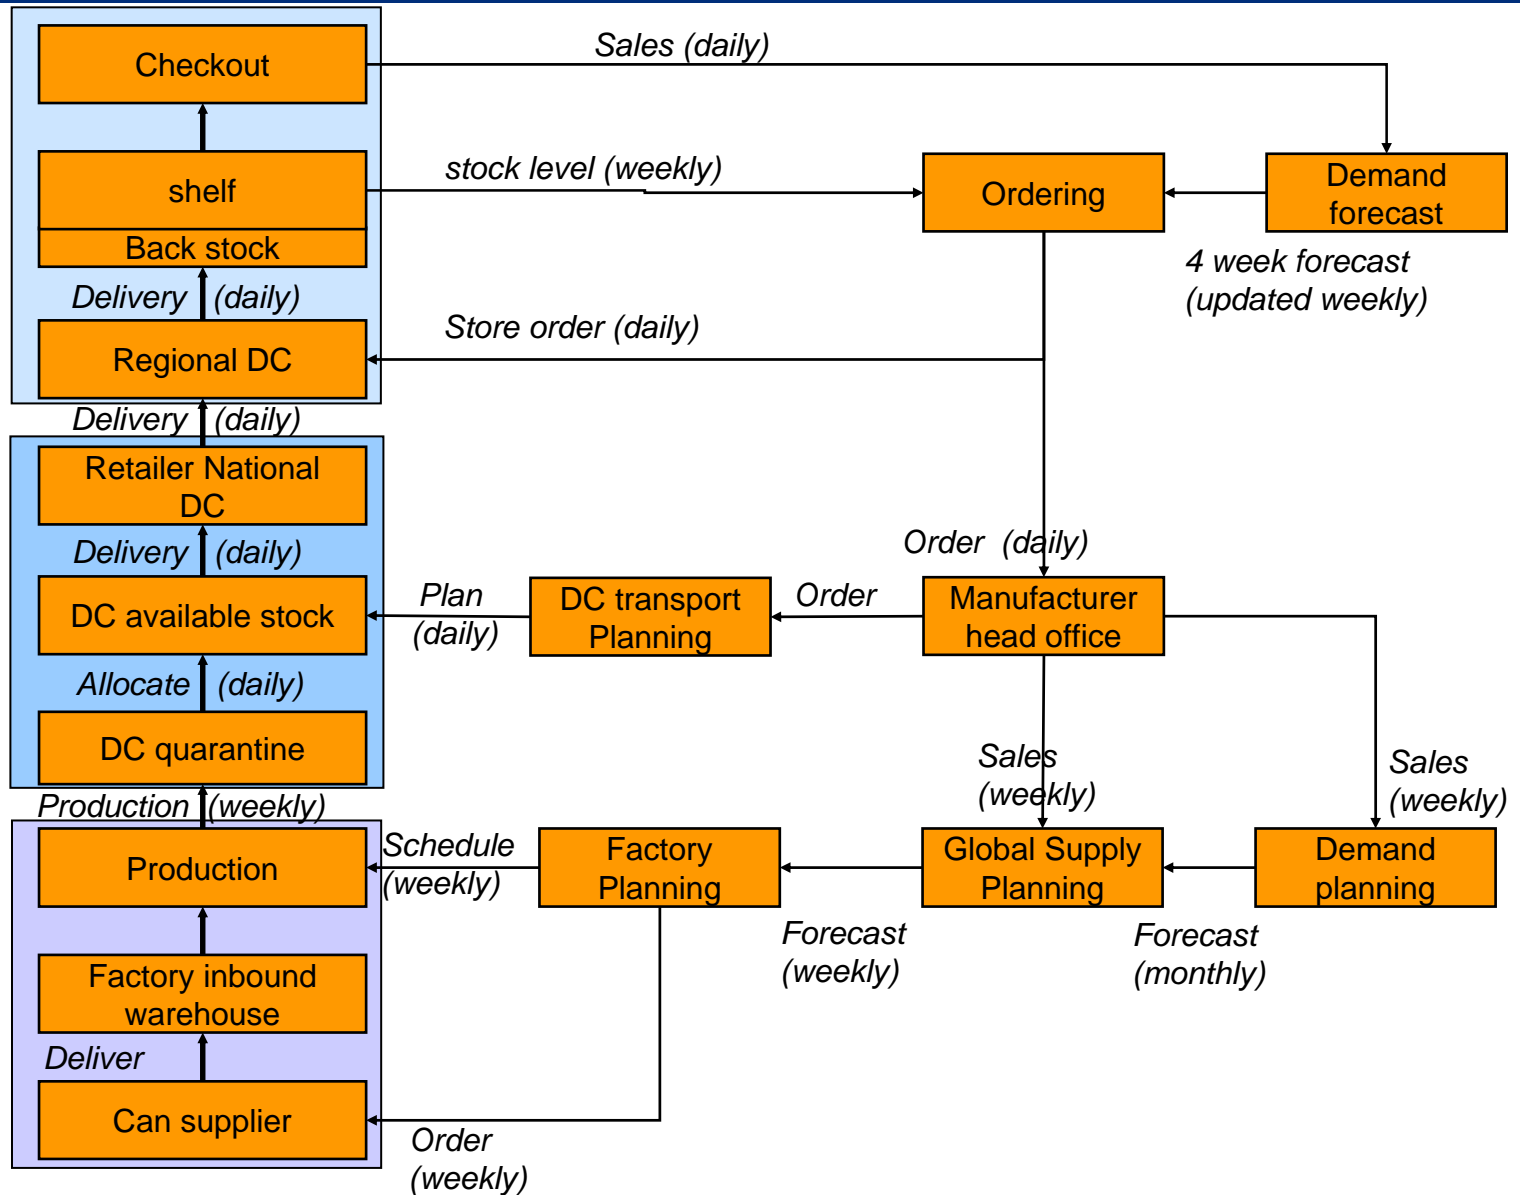 Checkout
Sales (daily)
shelf
stock level (weekly)
Ordering
Demand
forecast
Back stock
4 week forecast
(updated weekly)
Delivery (daily)
Store order (daily)
Regional DC
Delivery (daily)
Retailer National
DC
Delivery (daily)
Order (daily)
DC available stock
Plan
(daily)
DC transport
Planning
Order
Manufacturer
head office
Allocate (daily)
DC quarantine
Sales
(weekly)
Sales
(weekly)
Production (weekly)
Production
Schedule
(weekly)
Factory
Planning
Global Supply
Planning
Demand
planning
Forecast
(weekly)
Forecast
(monthly)
Factory inbound
warehouse
Deliver
Can supplier
Order
(weekly)